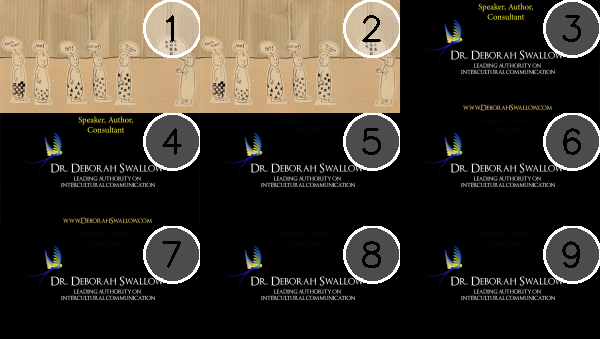 1
2
3
Speaker, Author,
Consultant
DR. DEBORAH SWALLOW
LEADING AUTHORITY ON
INTERCULTURAL COMMUNICATION
WWW.DEBORAHSWALLOW.COM
4
Speaker, Author,
Consultant
DR. DEBORAH SWALLOW
LEADING AUTHORITY ON
INTERCULTURAL COMMUNICATION
WWW.DEBORAHSWALLOW.COM
5
DR. DEBORAH SWALLOW
LEADING AUTHORITY ON
INTERCULTURAL COMMUNICATION
6
DR. DEBORAH SWALLOW
LEADING AUTHORITY ON
INTERCULTURAL COMMUNICATION
7
DR. DEBORAH SWALLOW
LEADING AUTHORITY ON
INTERCULTURAL COMMUNICATION
8
DR. DEBORAH SWALLOW
LEADING AUTHORITY ON
INTERCULTURAL COMMUNICATION
9
DR. DEBORAH SWALLOW
LEADING AUTHORITY ON
INTERCULTURAL COMMUNICATION